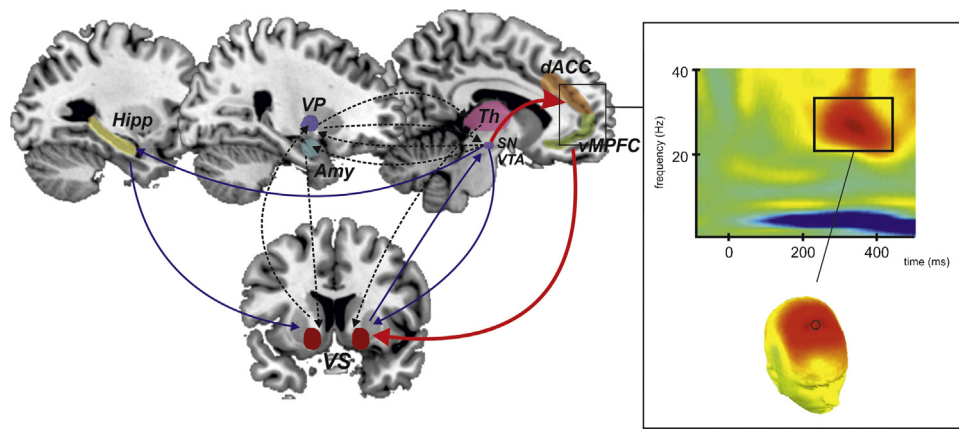 Hipp
VP
Amy
Th
dACC
SN
VTA
vMPFC
VS
40
20
frequency (Hz)
0
200
400
time (ms)